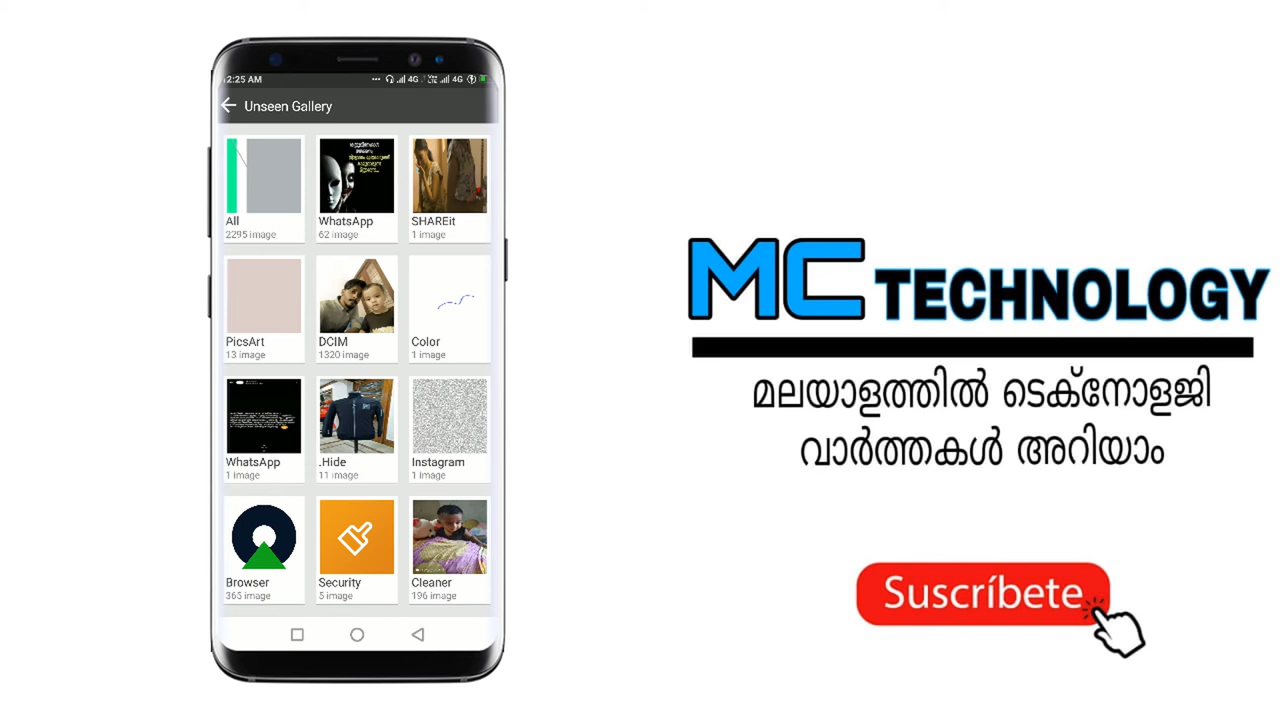 2:25 AM
4G
4G
Unseen Gallery
All
2295 image
WhatsApp
62 image
SHAREit
1 image
PicsArt
13 image
DCIM
1320 image
Color
1 image
WhatsApp
1 image
.Hide
11 image
Instagram
1 image
Browser
365 image
Security
5 image
Cleaner
196 image
MC TECHNOLOGY
മലയാളത്തിൽ ടെക്നോളജി
വാർത്തകൾ അറിയാം
Suscríbete